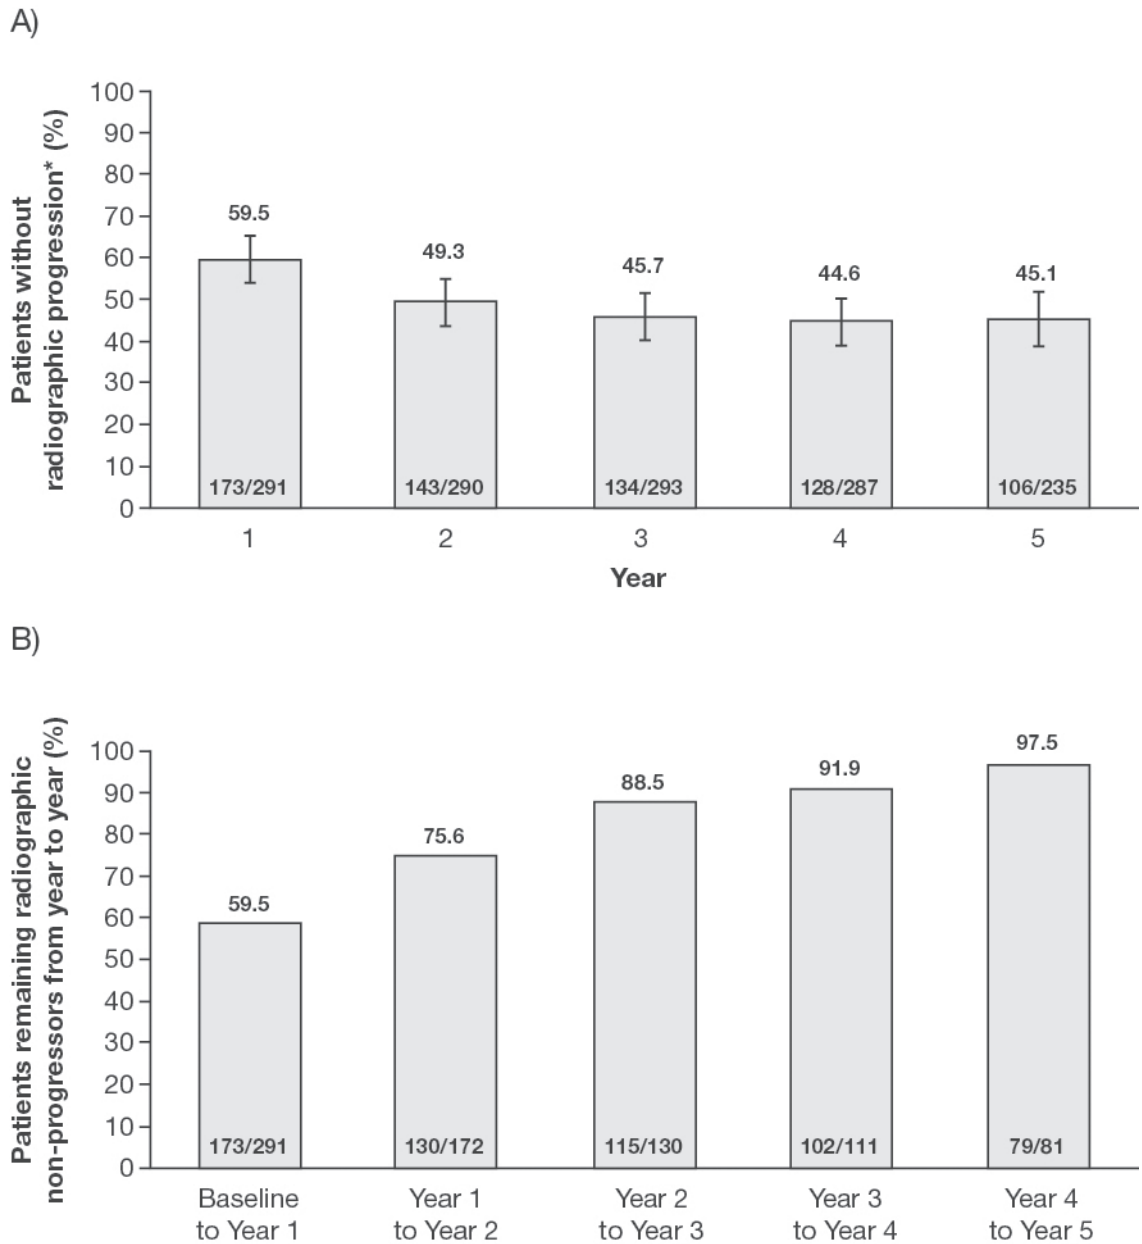 A)
Patients without
radiographic progression* (%)
100
90
80
70
60
50
40
30
20
10
0
59.5
49.3
45.7
44.6
45.1
173/291
143/290
134/293
128/287
106/235
1
2
3
4
5
Year
B)
Patients remaining radiographic
non-progressors from year to year (%)
100
90
80
70
60
50
40
30
20
10
0
59.5
75.6
88.5
91.9
97.5
173/291
130/172
115/130
102/111
79/81
Baseline
to Year 1
Year 1
to Year 2
Year 2
to Year 3
Year 3
to Year 4
Year 4
to Year 5